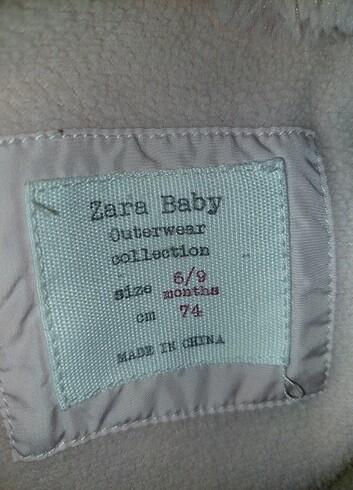 Zara Baby
Outerwear
collection
size 6/9 months
cm 74
MADE IN CHINA